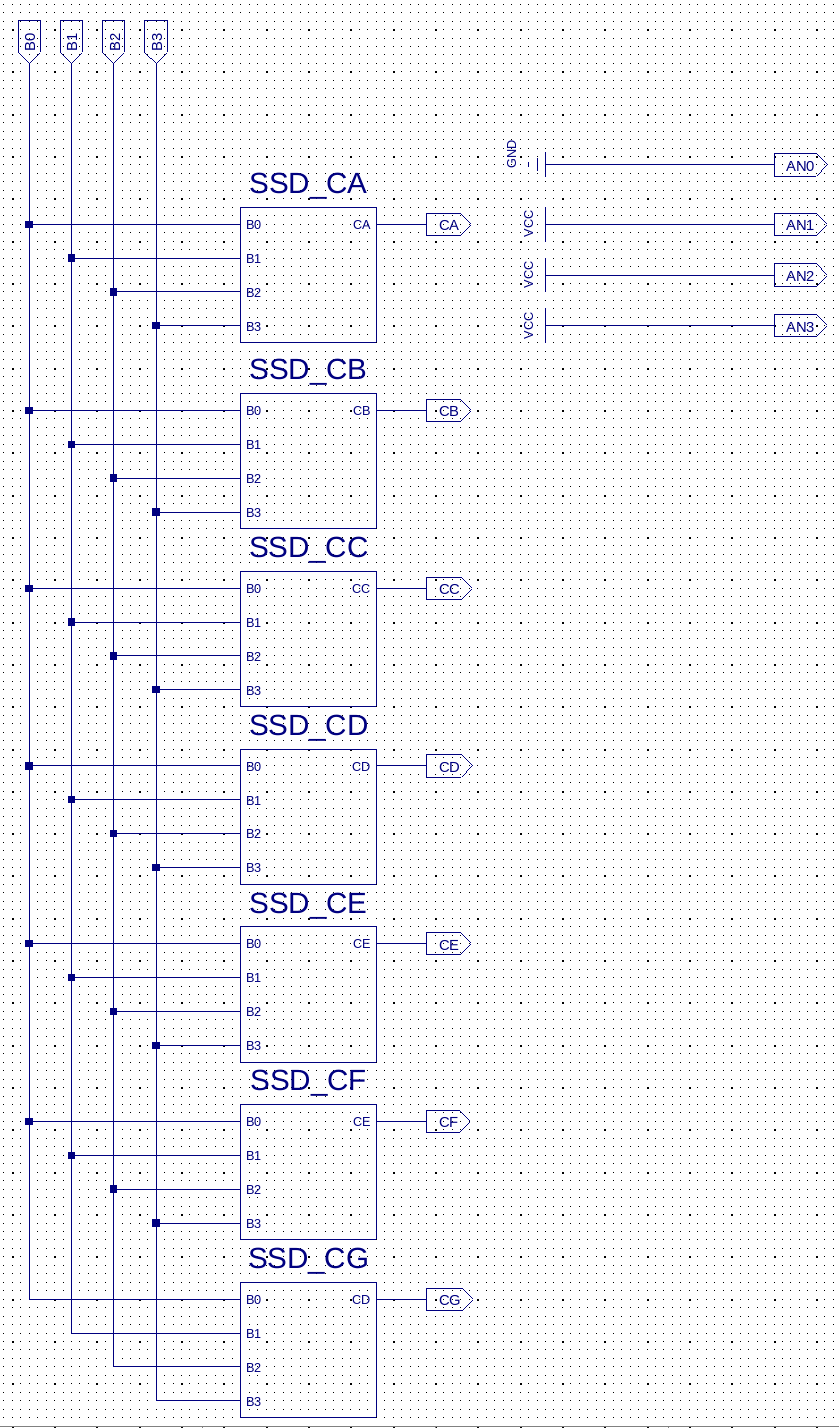 B0 B1 B2 B3
GND AN0
SSD_CA
B0 CA CA
VCC AN1
B1
B2
VCC AN2
B3
VCC AN3
SSD_CB
B0 CB CB
B1
B2
B3
SSD_CC
B0 CC CC
B1
B2
B3
SSD_CD
B0 CD CD
B1
B2
B3
SSD_CE
B0 CE CE
B1
B2
B3
SSD_CF
B0 CE CF
B1
B2
B3
SSD_CG
B0 CD CG
B1
B2
B3